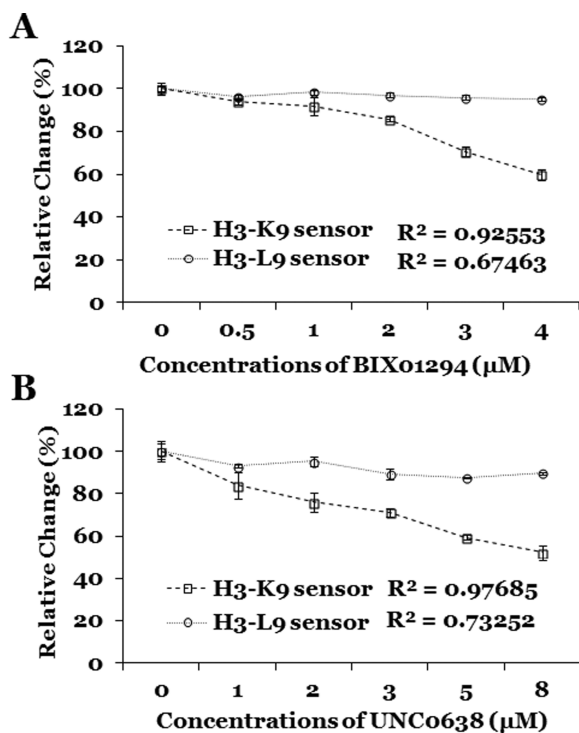 A
120
100
80
60
40
20
0
Relative Change (%)
H3-K9 sensor R² = 0.92553
H3-L9 sensor R² = 0.67463
0 0.5 1 2 3 4
Concentrations of BIX01294 (µM)
B
120
100
80
60
40
20
0
Relative Change (%)
H3-K9 sensor R² = 0.97685
H3-L9 sensor R² = 0.73252
0 1 2 3 5 8
Concentrations of UNC0638 (µM)